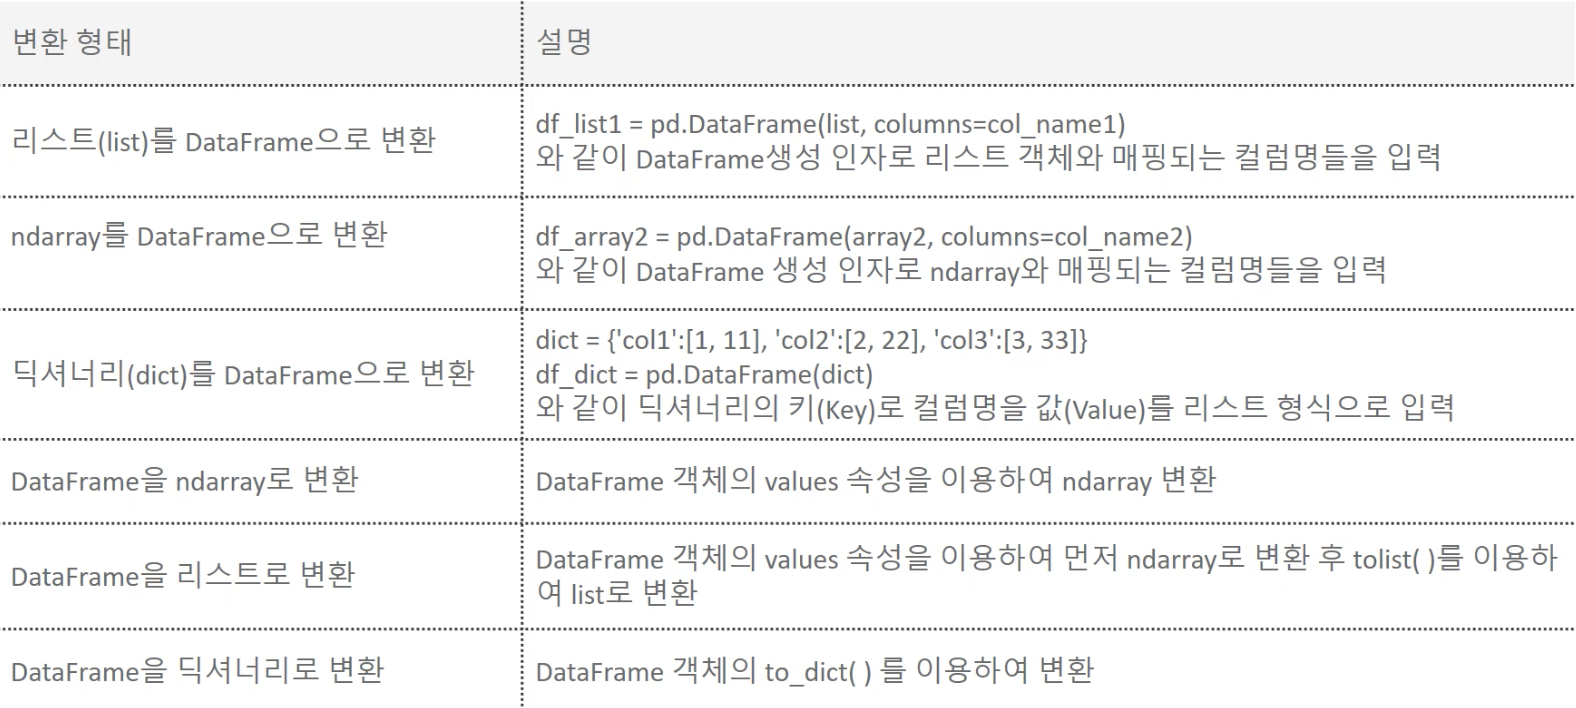 변환 형태
설명
리스트(list)를 DataFrame으로 변환
df_list1 = pd.DataFrame(list, columns=col_name1)
와 같이 DataFrame생성 인자로 리스트 객체와 매핑되는 컬럼명들을 입력
ndarray를 DataFrame으로 변환
df_array2 = pd.DataFrame(array2, columns=col_name2)
와 같이 DataFrame 생성 인자로 ndarray와 매핑되는 컬럼명들을 입력
딕셔너리(dict)를 DataFrame으로 변환
dict = {'col1':[1, 11], 'col2':[2, 22], 'col3':[3, 33]}
df_dict = pd.DataFrame(dict)
와 같이 딕셔너리의 키(Key)로 컬럼명을 값(Value)를 리스트 형식으로 입력
DataFrame을 ndarray로 변환
DataFrame 객체의 values 속성을 이용하여 ndarray 변환
DataFrame을 리스트로 변환
DataFrame 객체의 values 속성을 이용하여 먼저 ndarray로 변환 후 tolist( )를 이용하
여 list로 변환
DataFrame을 딕셔너리로 변환
DataFrame 객체의 to_dict( ) 를 이용하여 변환